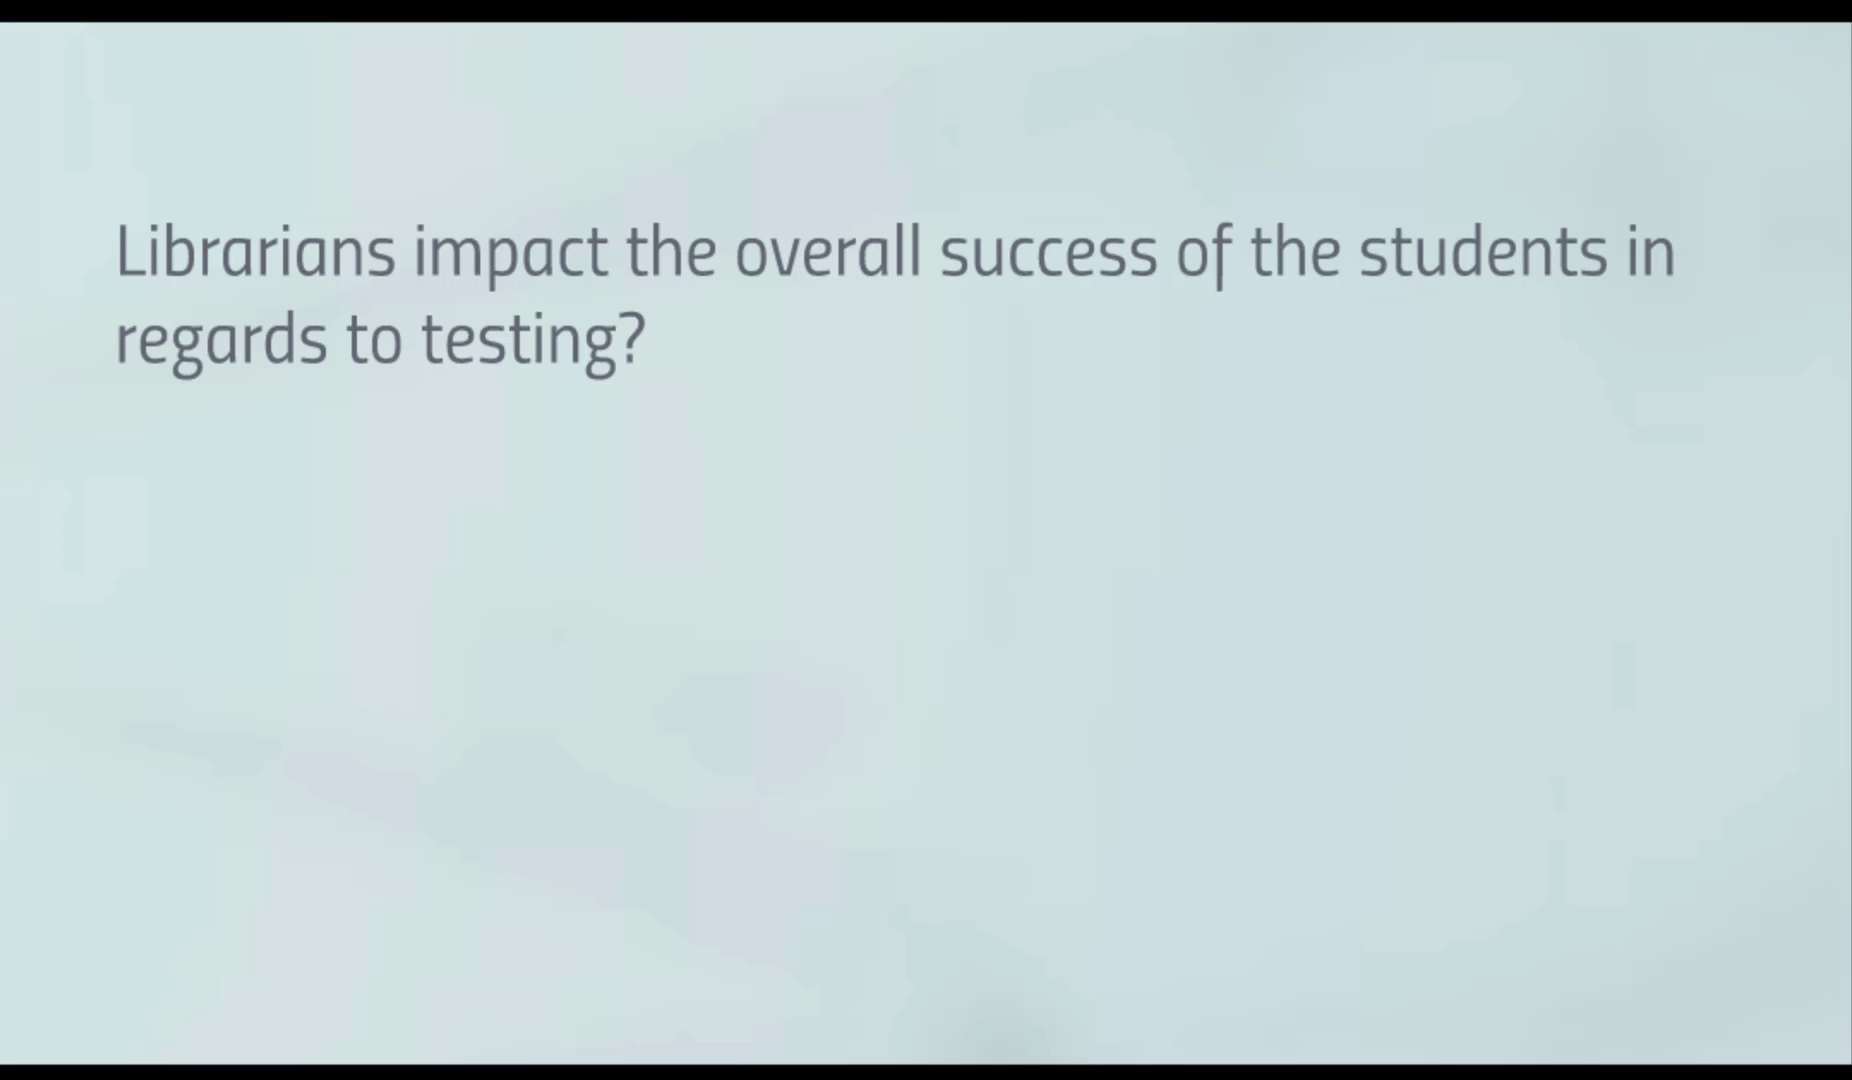 Librarians impact the overall success of the students in
regards to testing?